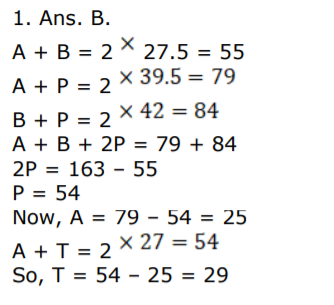 1. Ans. B.
A + B = 2 × 27.5 = 55
A + P = 2 × 39.5 = 79
B + P = 2 × 42 = 84
A + B + 2P = 79 + 84
2P = 163 – 55
P = 54
Now, A = 79 – 54 = 25
A + T = 2 × 27 = 54
So, T = 54 – 25 = 29